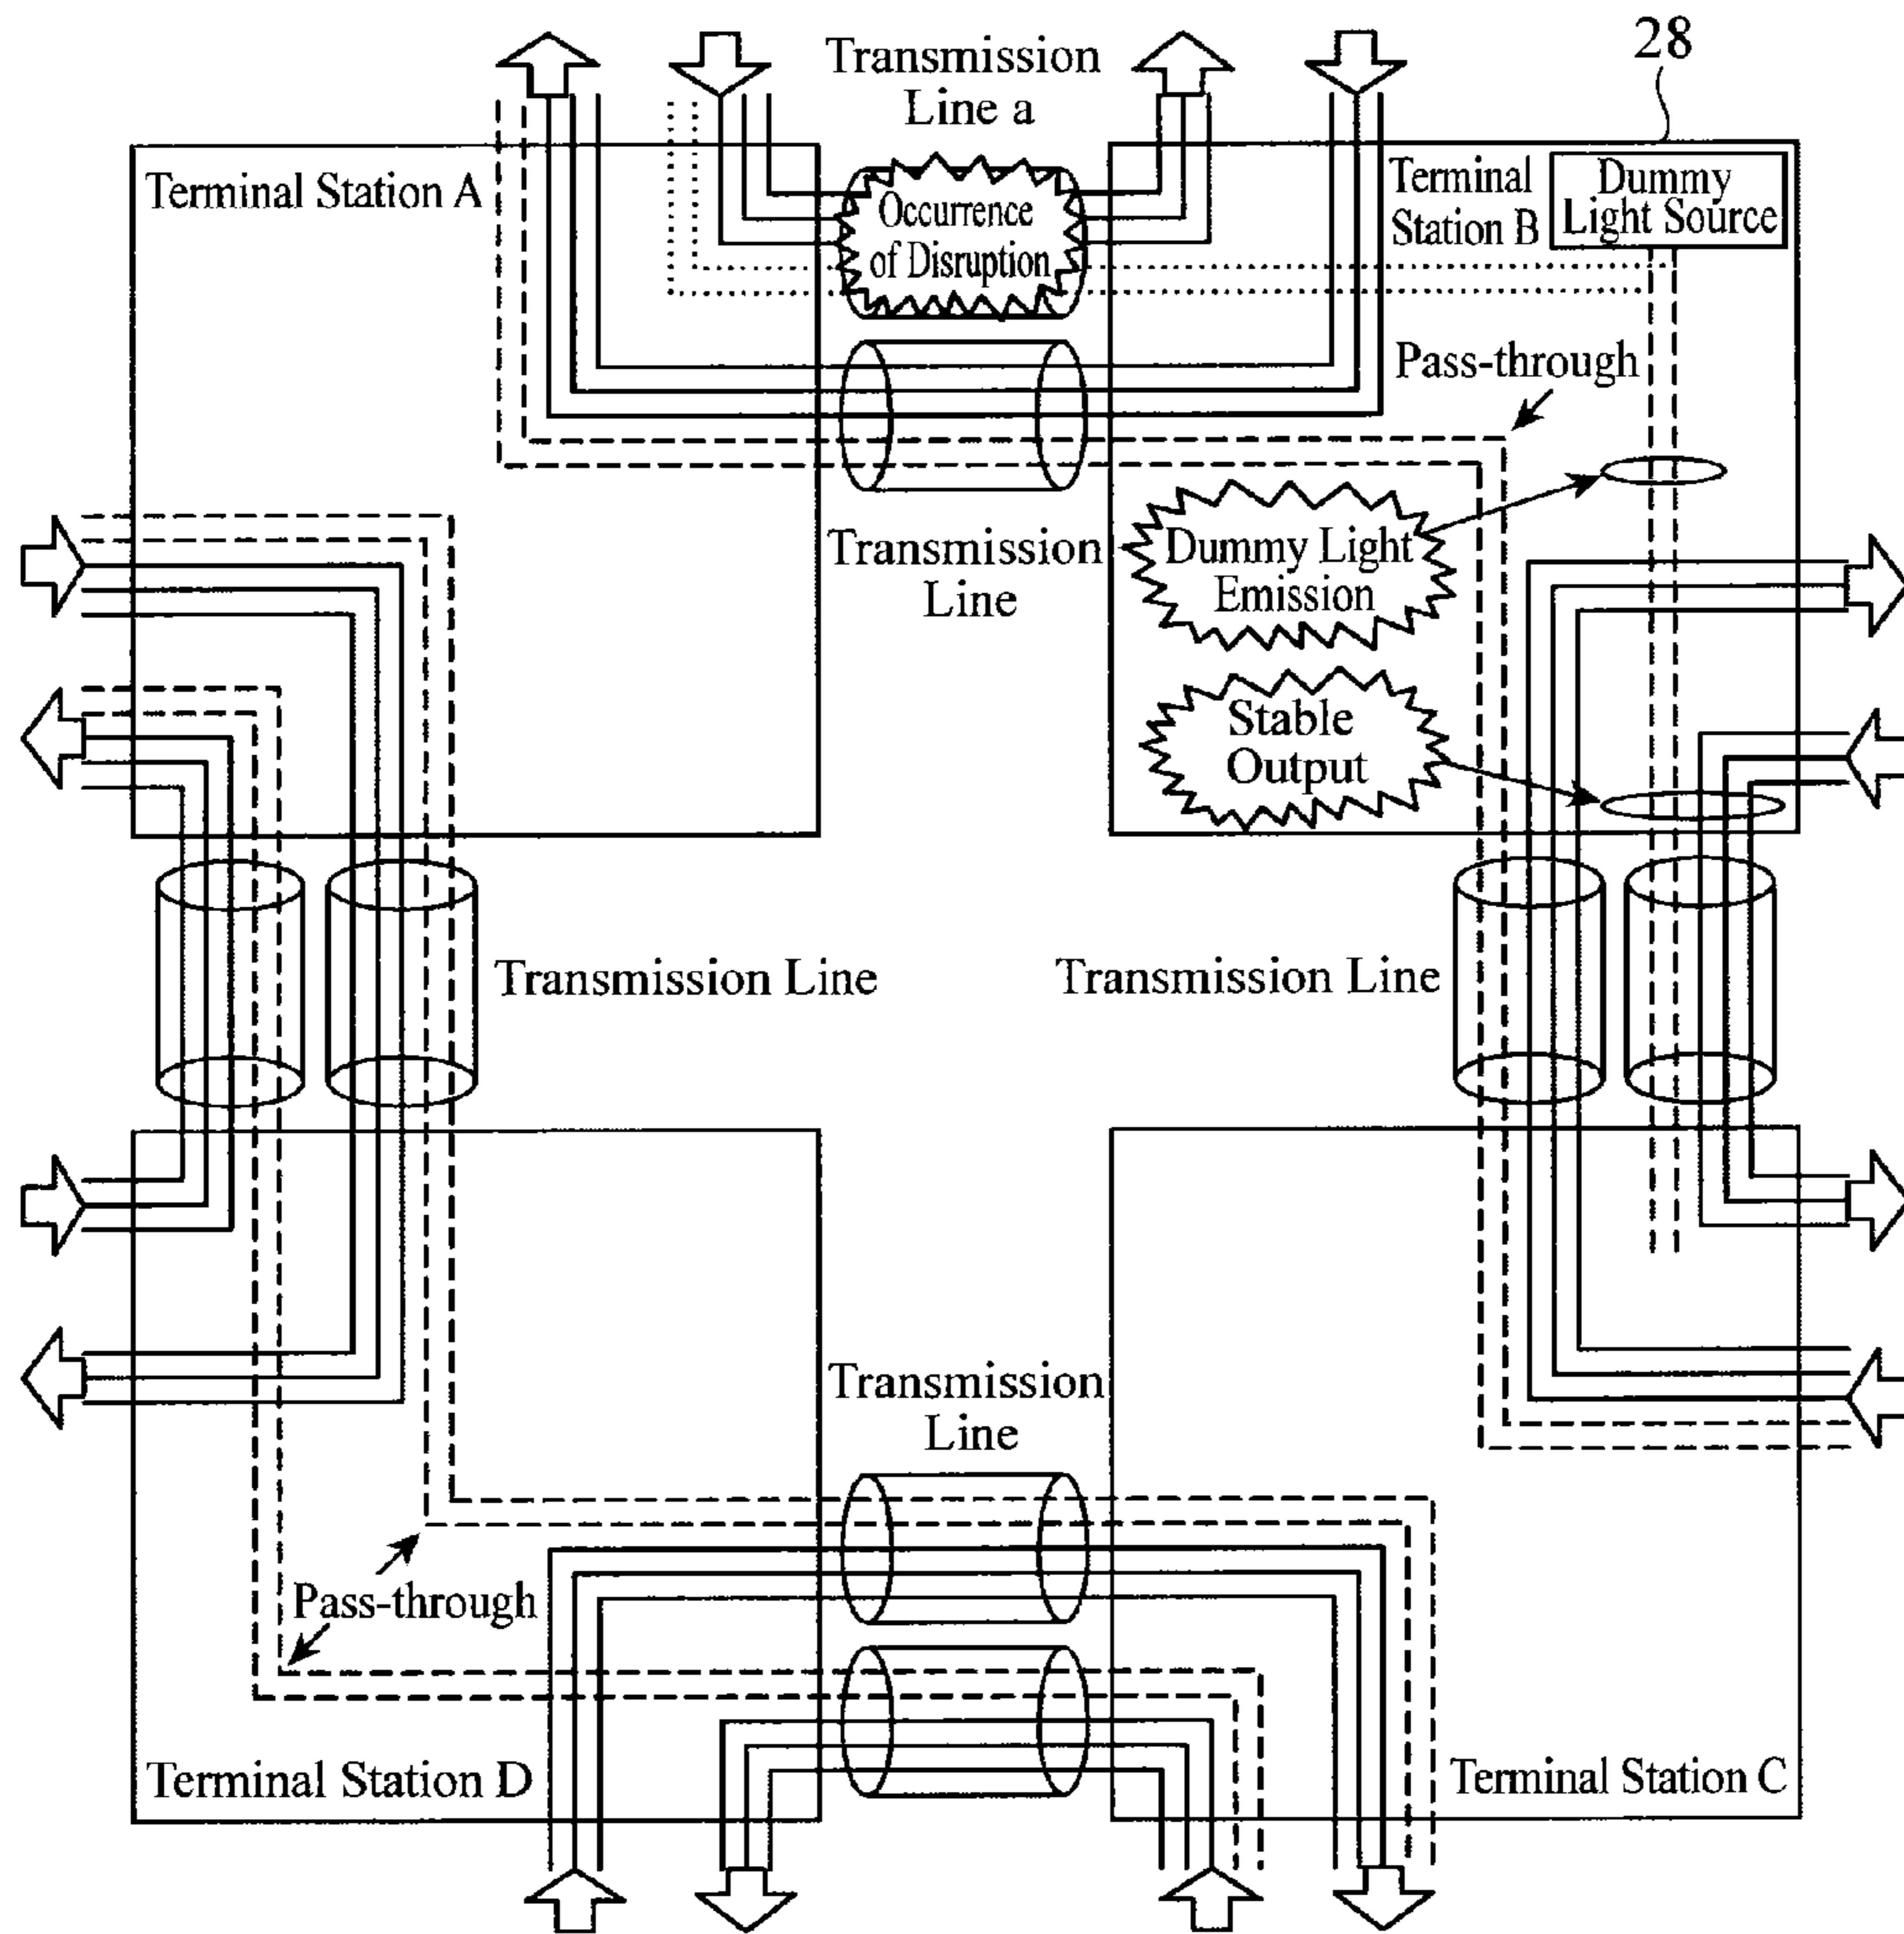 28
Transmission
Line a
Terminal Station A
Occurrence
of Disruption
Terminal
Station B
Dummy
Light Source
Pass-through
Transmission
Line
Dummy Light
Emission
Stable
Output
Transmission Line
Transmission Line
Transmission
Line
Pass-through
Terminal Station D
Terminal Station C